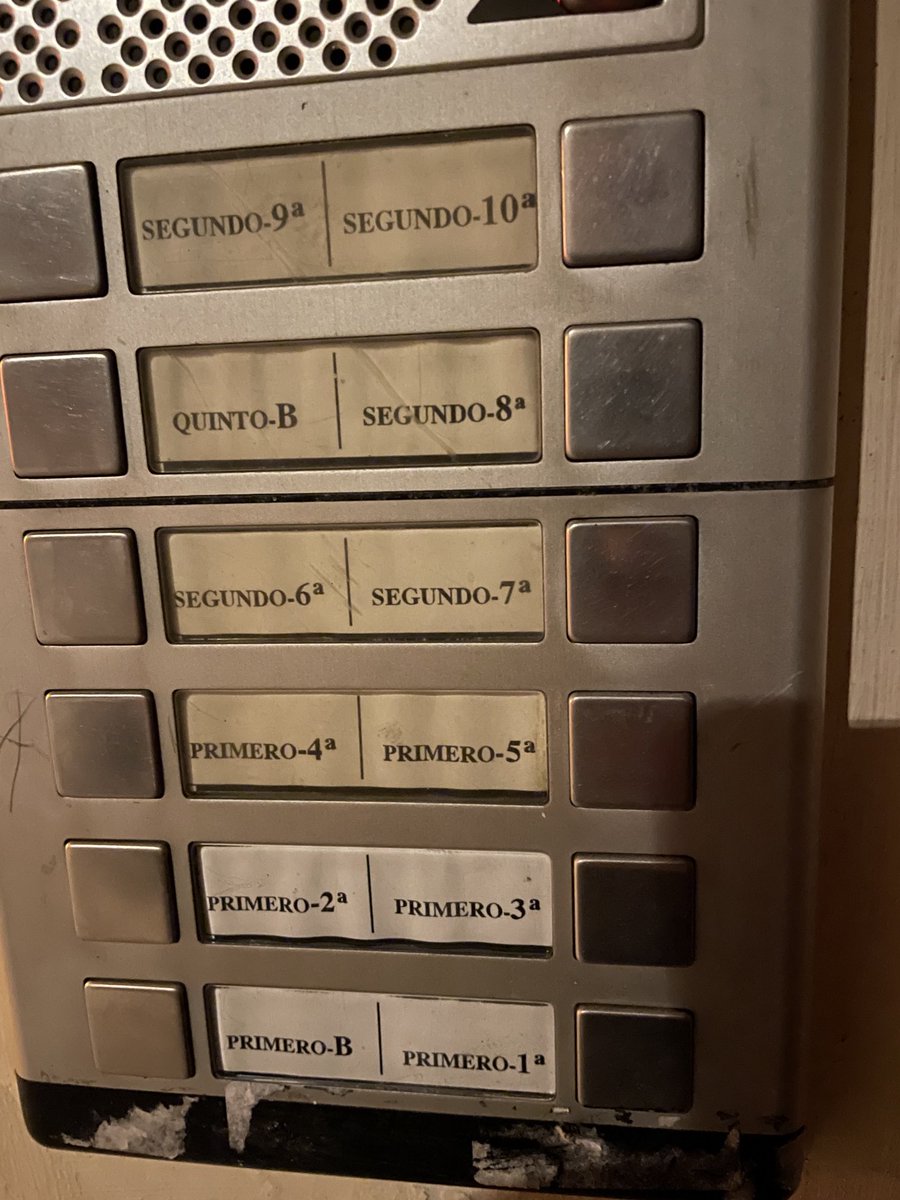 SEGUNDO-9ª SEGUNDO-10ª
QUINTO-B SEGUNDO-8ª
SEGUNDO-6ª SEGUNDO-7ª
PRIMERO-4ª PRIMERO-5ª
PRIMERO-2ª PRIMERO-3ª
PRIMERO-B PRIMERO-1ª